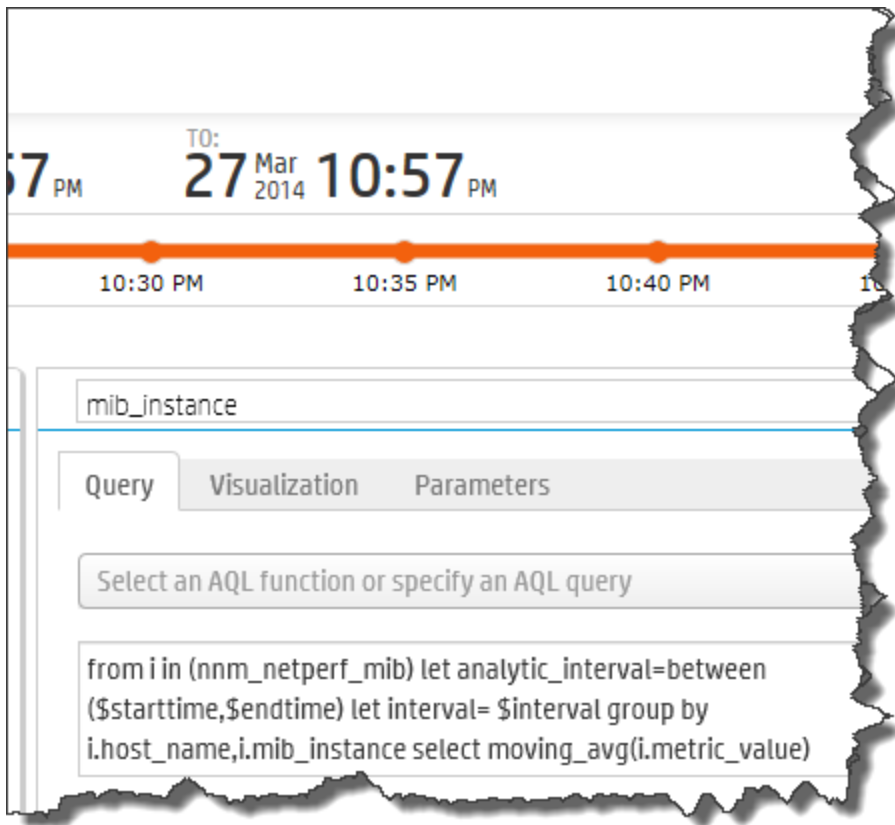 TO:
57 PM 27 Mar 2014 10:57 PM
10:30 PM 10:35 PM 10:40 PM
mib_instance
Query Visualization Parameters
Select an AQL function or specify an AQL query
from i in (nnm_netperf_mib) let analytic_interval=between
($starttime,$endtime) let interval= $interval group by
i.host_name,i.mib_instance select moving_avg(i.metric_value)